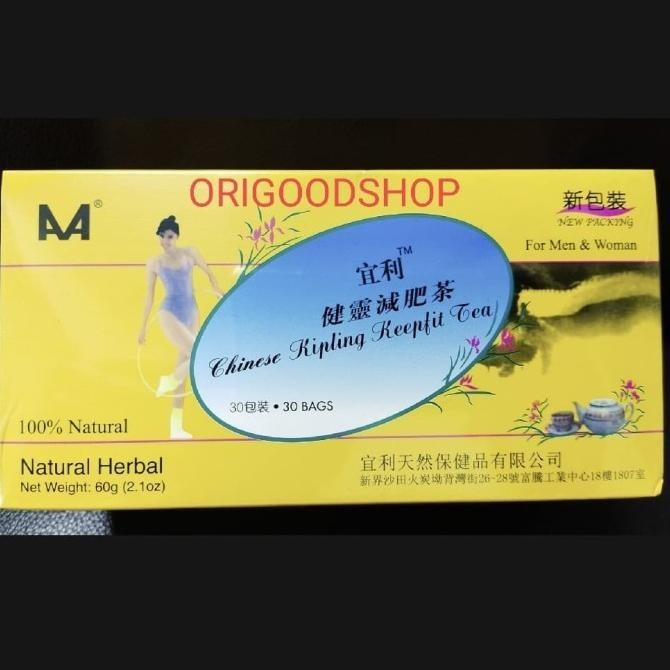 ORIGOODSHOP
AA®
新包裝
NEW PACKING
For Men & Woman
宜利™
健靈減肥茶
Chinese Kipling Keepfit Tea
30包裝 • 30 BAGS
100% Natural
Natural Herbal
Net Weight: 60g (2.1oz)
宜利天然保健品有限公司
新界沙田火炭坳背灣街26-28號富騰工業中心18樓1807室